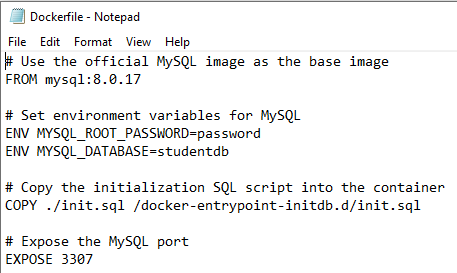 Dockerfile - Notepad
File Edit Format View Help
# Use the official MySQL image as the base image
FROM mysql:8.0.17
# Set environment variables for MySQL
ENV MYSQL_ROOT_PASSWORD=password
ENV MYSQL_DATABASE=studentdb
# Copy the initialization SQL script into the container
COPY ./init.sql /docker-entrypoint-initdb.d/init.sql
# Expose the MySQL port
EXPOSE 3307